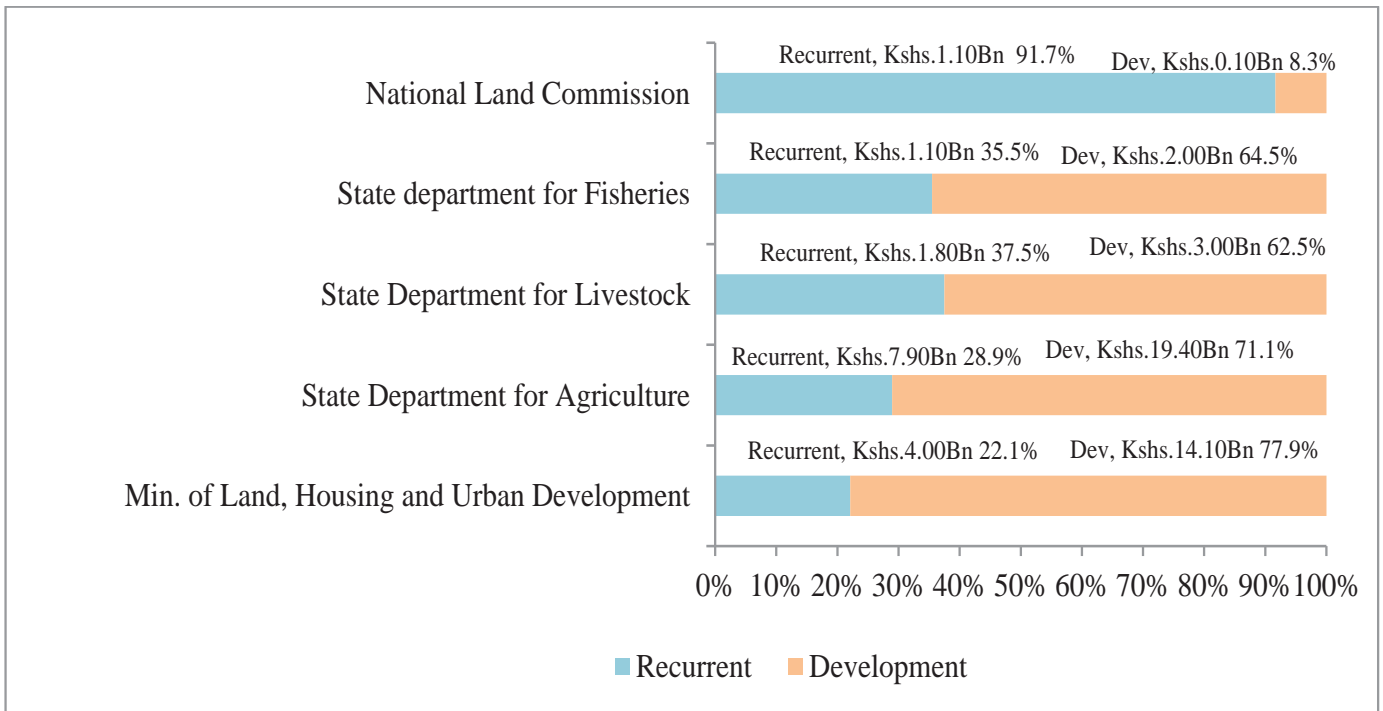 Recurrent, Kshs.1.10Bn 91.7% Dev, Kshs.0.10Bn 8.3%
National Land Commission
Recurrent, Kshs.1.10Bn 35.5% Dev, Kshs.2.00Bn 64.5%
State department for Fisheries
Recurrent, Kshs.1.80Bn 37.5% Dev, Kshs.3.00Bn 62.5%
State Department for Livestock
Recurrent, Kshs.7.90Bn 28.9% Dev, Kshs.19.40Bn 71.1%
State Department for Agriculture
Recurrent, Kshs.4.00Bn 22.1% Dev, Kshs.14.10Bn 77.9%
Min. of Land, Housing and Urban Development
0% 10% 20% 30% 40% 50% 60% 70% 80% 90% 100%
Recurrent Development